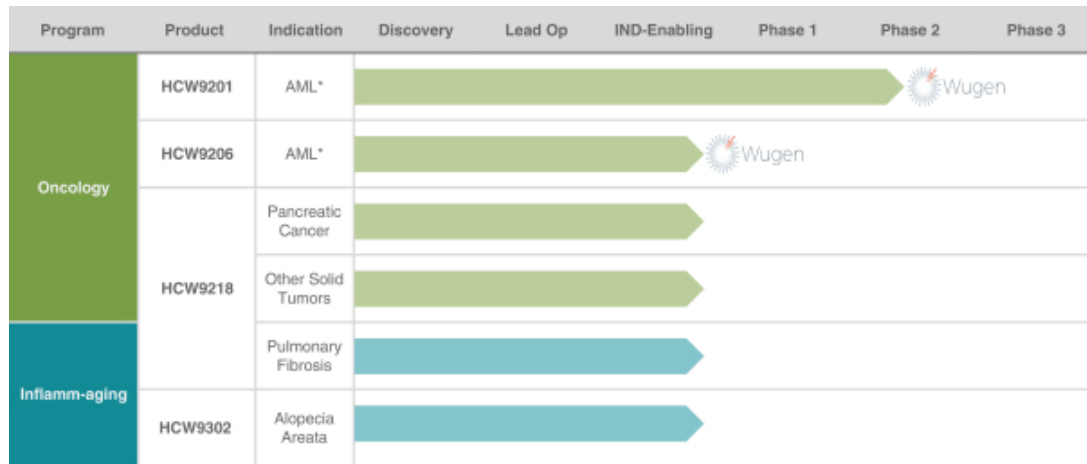 Program Product Indication Discovery Lead Op IND-Enabling Phase 1 Phase 2 Phase 3
Oncology
HCW9201 AML* Wugen
HCW9206 AML* Wugen
HCW9218
Pancreatic
Cancer
Other Solid
Tumors
Inflamm-aging
Pulmonary
Fibrosis
HCW9302
Alopecia
Areata